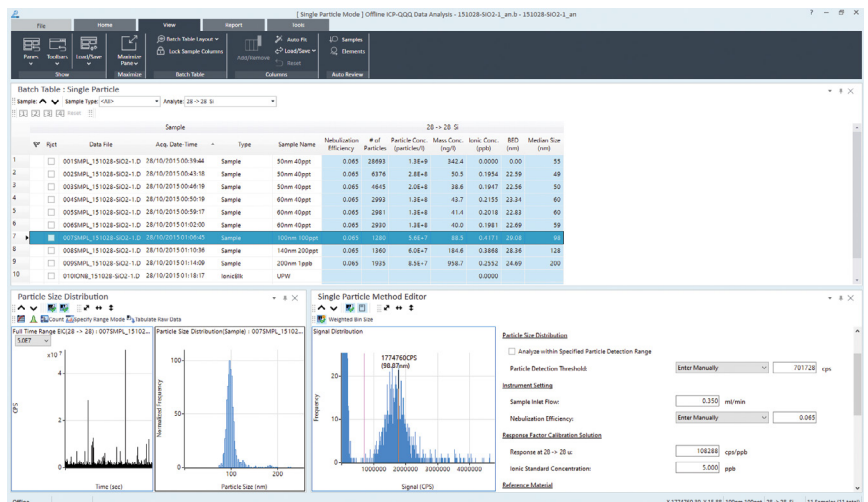 [ Single Particle Mode ] Offline ICP-QQQ Data Analysis - 151028-SIO2-1_an.b - 151028-SIO2-1_an
File Home View Report Tools
Panes Toolbars Load/Save Maximize Pane Batch Table Layout Lock Sample Columns Add/Remove Auto Fit Load/Save Reset Samples Elements
Show Maximize Batch Table Columns Auto Review
Batch Table : Single Particle
Sample: Sample Type: <All> Analyte: 28 -> 28 Si
1 2 3 4 Reset
Sample 28 -> 28 Si
Rjct Data File Acq. Date-Time Type Sample Name Nebulization Efficiency # of Particles Particle Conc. (particles/l) Mass Conc. (ng/l) Ionic Conc. (ppb) BED (nm) Median Size (nm)
1 001SMPL_151028-SIO2-1.D 28/10/2015 00:39:44 Sample 50nm 40ppt 0.065 28693 1.3E+9 342.4 0.0000 0.00 55
2 002SMPL_151028-SIO2-1.D 28/10/2015 00:43:18 Sample 50nm 40ppt 0.065 6376 2.8E+8 50.5 0.1954 22.59 49
3 003SMPL_151028-SIO2-1.D 28/10/2015 00:46:19 Sample 50nm 40ppt 0.065 4645 2.0E+8 38.6 0.1947 22.56 50
4 004SMPL_151028-SIO2-1.D 28/10/2015 00:50:19 Sample 60nm 40ppt 0.065 2993 1.3E+8 43.7 0.2155 23.34 60
5 005SMPL_151028-SIO2-1.D 28/10/2015 00:59:17 Sample 60nm 40ppt 0.065 2981 1.3E+8 41.4 0.2018 22.83 60
6 006SMPL_151028-SIO2-1.D 28/10/2015 01:02:00 Sample 60nm 40ppt 0.065 2930 1.3E+8 40.0 0.1981 22.69 59
7 007SMPL_151028-SIO2-1.D 28/10/2015 01:06:43 Sample 100nm 100ppt 0.065 1280 5.6E+7 88.5 0.4171 29.08 98
8 008SMPL_151028-SIO2-1.D 28/10/2015 01:10:36 Sample 140nm 200ppt 0.065 1369 6.0E+7 184.6 0.3868 28.36 128
9 009SMPL_151028-SIO2-1.D 28/10/2015 01:14:09 Sample 200nm 1ppb 0.065 1935 8.5E+7 958.7 0.2552 24.69 200
10 010IONB_151028-SIO2-1.D 28/10/2015 01:18:17 IonicBlk UPW 0.0000
Particle Size Distribution
Count Specify Range Mode Tabulate Raw Data
Full Time Range EIC(28 -> 28) : 007SMPL_15102...
5.0E7
x10 7
4
2
0
CPS
Time (sec)
Particle Size Distribution(Sample) : 007SMPL_15102...
100
50
0
Normalized Frequency
100 200
Particle Size (nm)
Single Particle Method Editor
Weighted Bin Size
Signal Distribution
1774760CPS
(98.87nm)
20
10
0
Frequency
1000000 2000000 3000000 4000000
Signal (CPS)
Particle Size Distribution
Analyze within Specified Particle Detection Range
Particle Detection Threshold: Enter Manually 701728 cps
Instrument Setting
Sample Inlet Flow: 0.350 ml/min
Nebulization Efficiency: Enter Manually 0.065
Response Factor Calibration Solution
Response at 28 -> 28 u: 108288 cps/ppb
Ionic Standard Concentration: 5.000 ppb
Reference Material